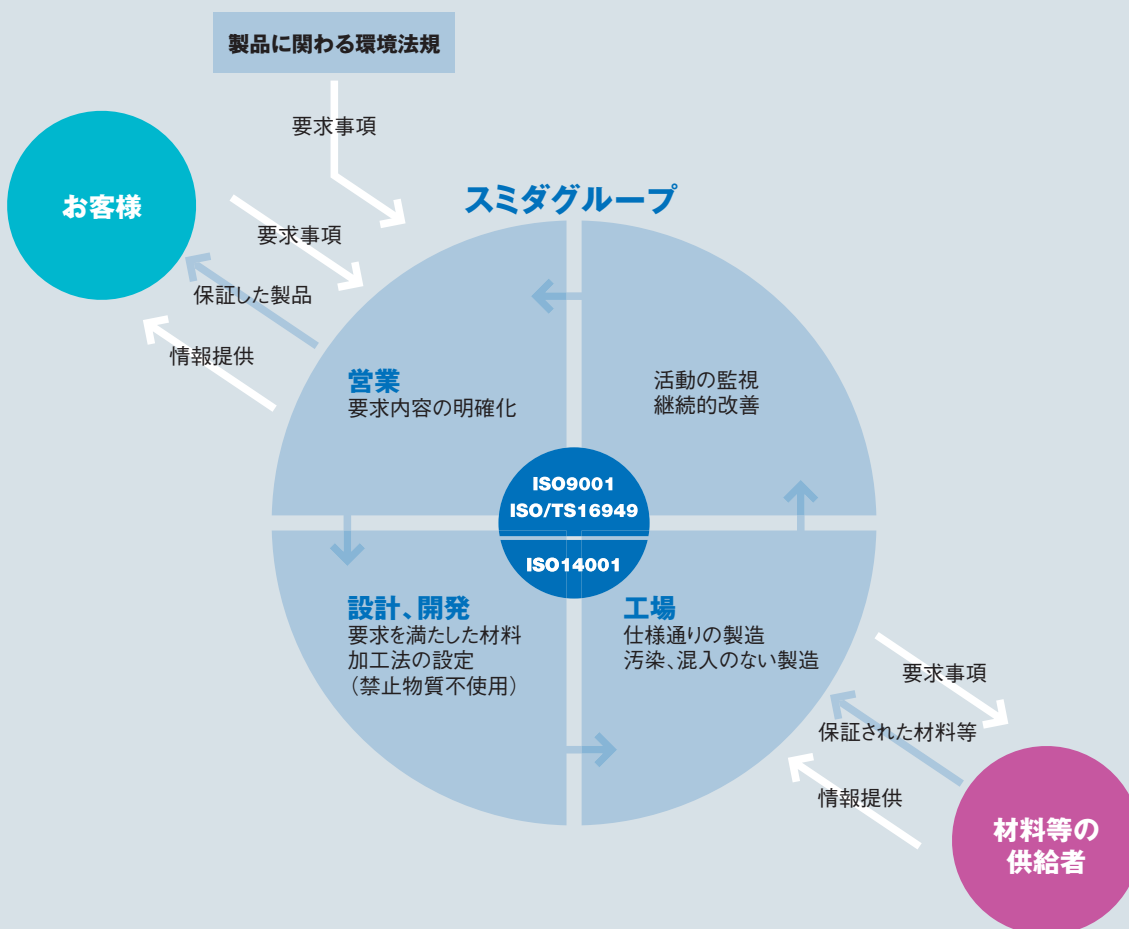 製品に関わる環境法規
要求事項
お客様
スミダグループ
要求事項
保証した製品
情報提供
営業
要求内容の明確化
活動の監視
継続的改善
ISO9001
ISO/TS16949
ISO14001
設計、開発
要求を満たした材料
加工法の設定
（禁止物質不使用）
工場
仕様通りの製造
汚染、混入のない製造
要求事項
保証された材料等
情報提供
材料等の
供給者